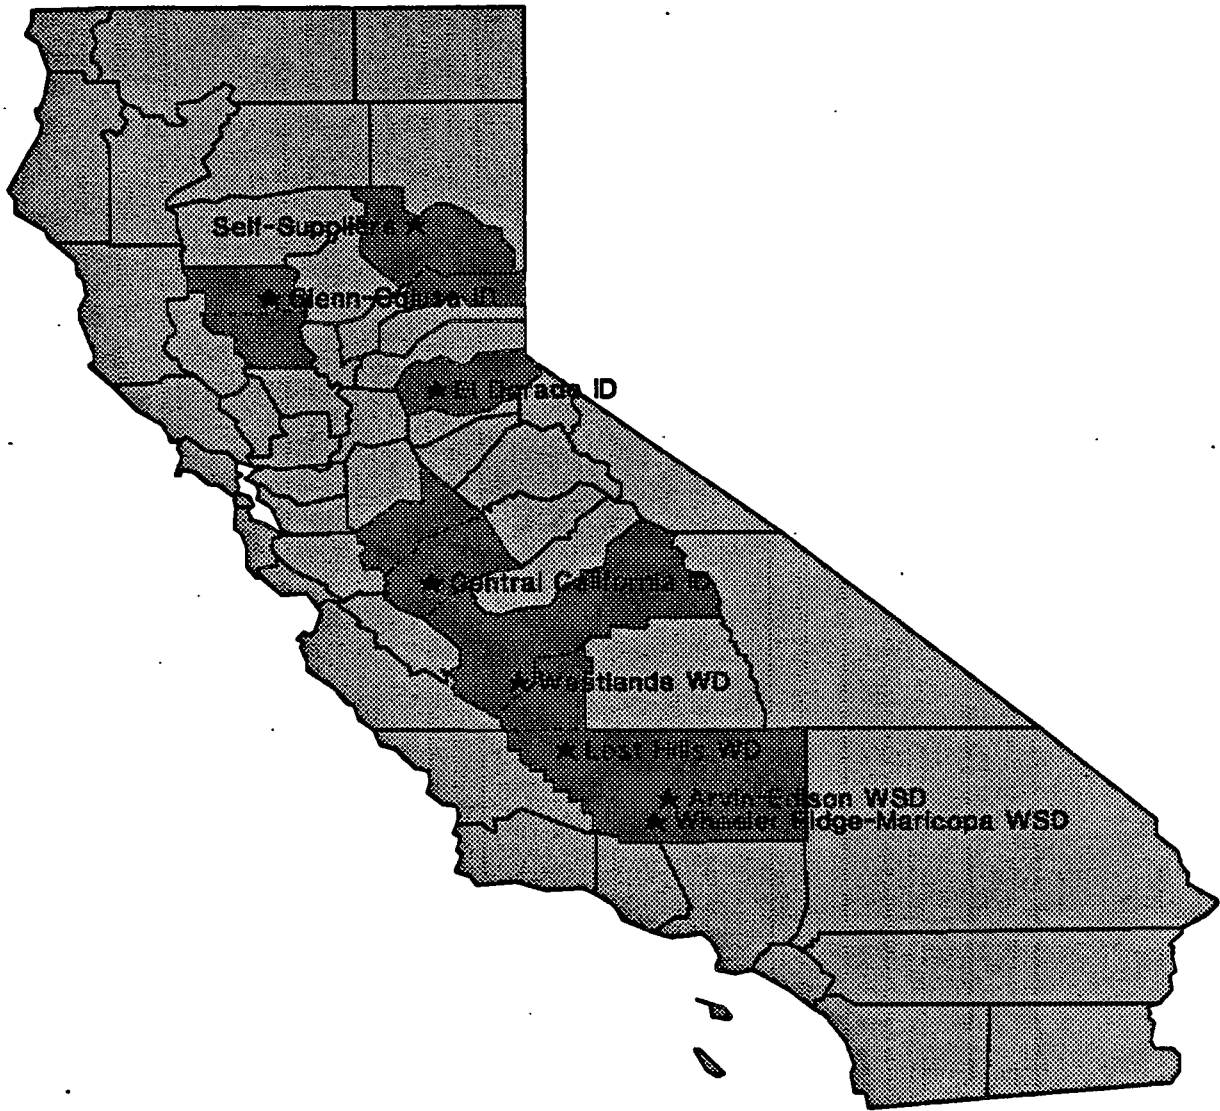 Self-Suppliers
Glenn-Colusa ID
El Dorado ID
Central California ID
Westlands WD
Lost Hills WD
Arvin-Edison WSD
Wheeler Ridge-Maricopa WSD